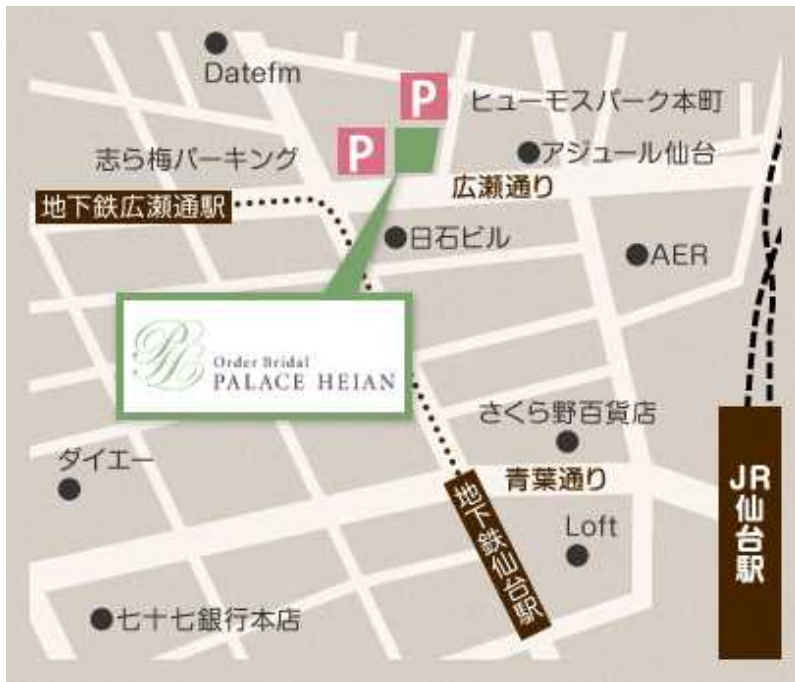 Datefm
P
ヒューモスパーク本町
志ら梅パーキング
P
アジュール仙台
地下鉄広瀬通駅
広瀬通り
日石ビル
AER
Order Bridal
PALACE HEIAN
さくら野百貨店
ダイエー
青葉通り
JR仙台駅
地下鉄仙台駅
Loft
七十七銀行本店